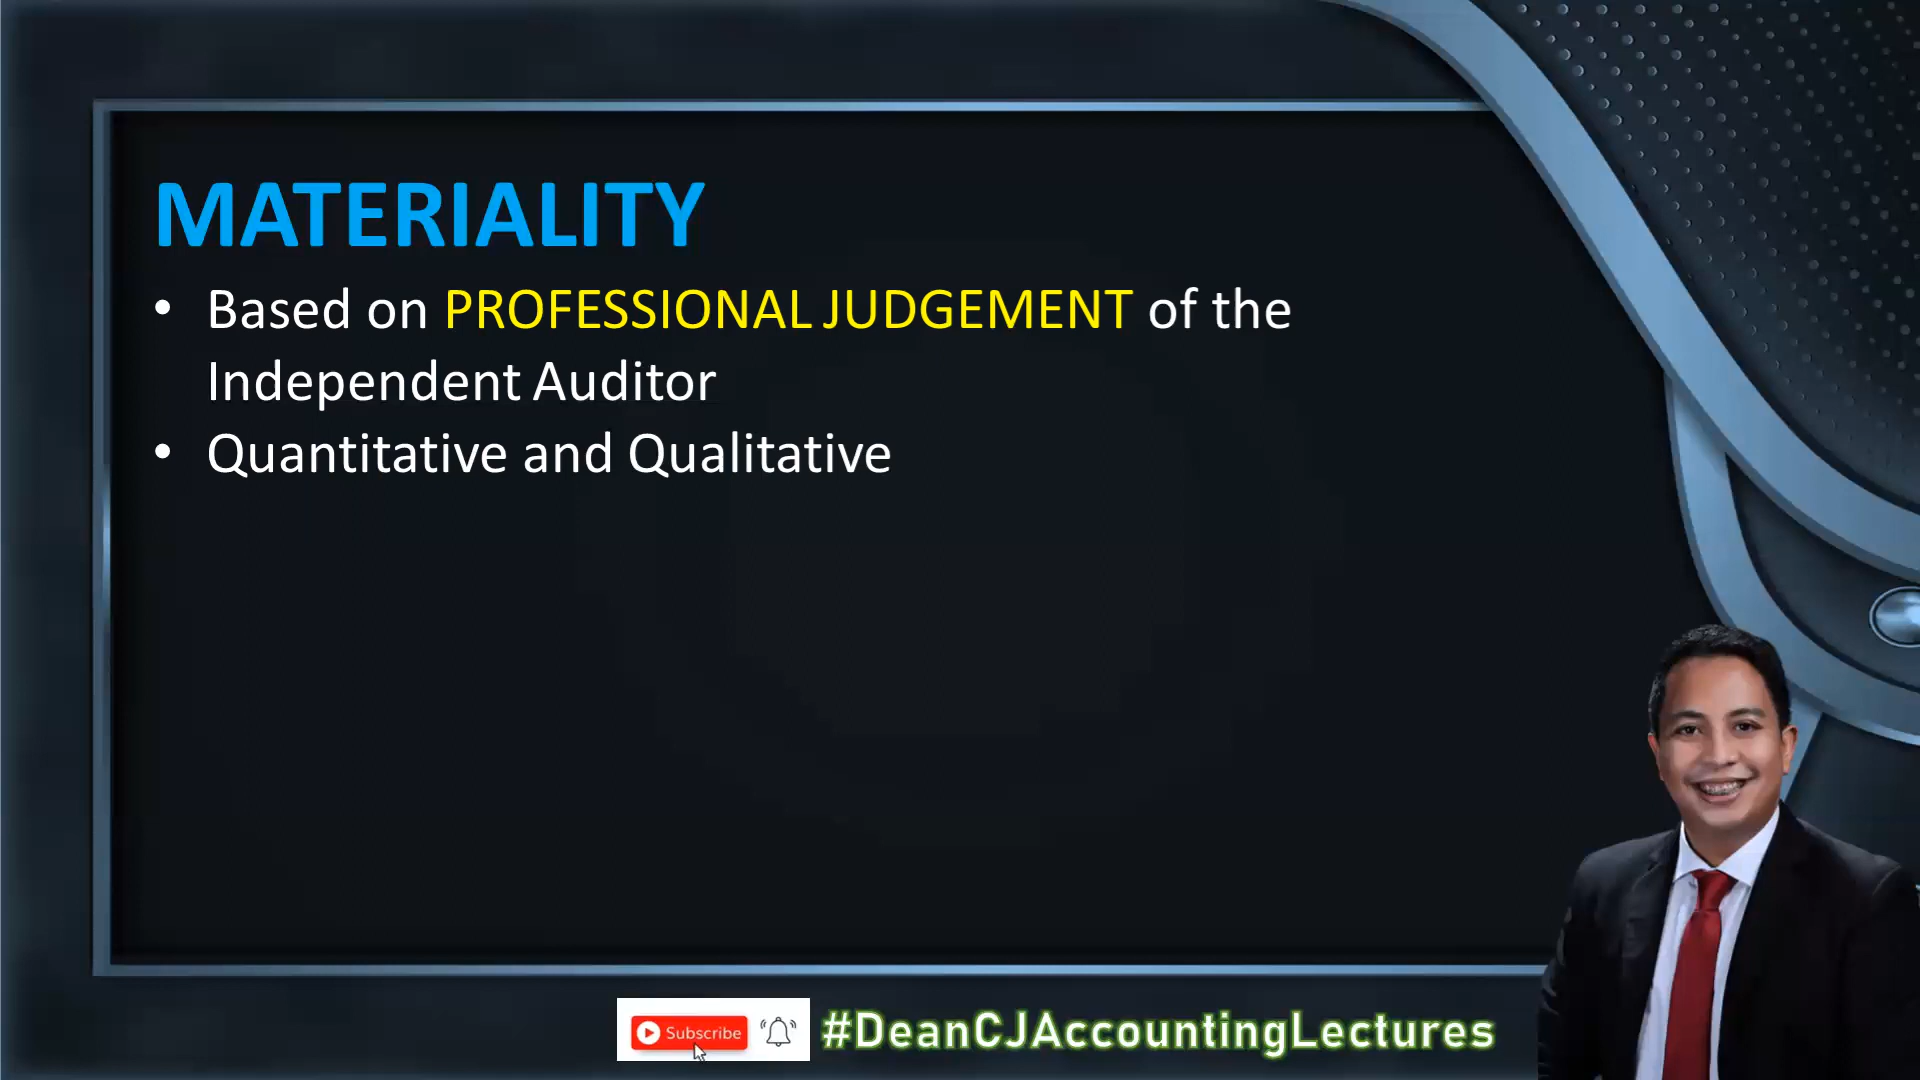 MATERIALITY
• Based on PROFESSIONAL JUDGEMENT of the
Independent Auditor
• Quantitative and Qualitative
Subscribe
#DeanCJAccountingLectures